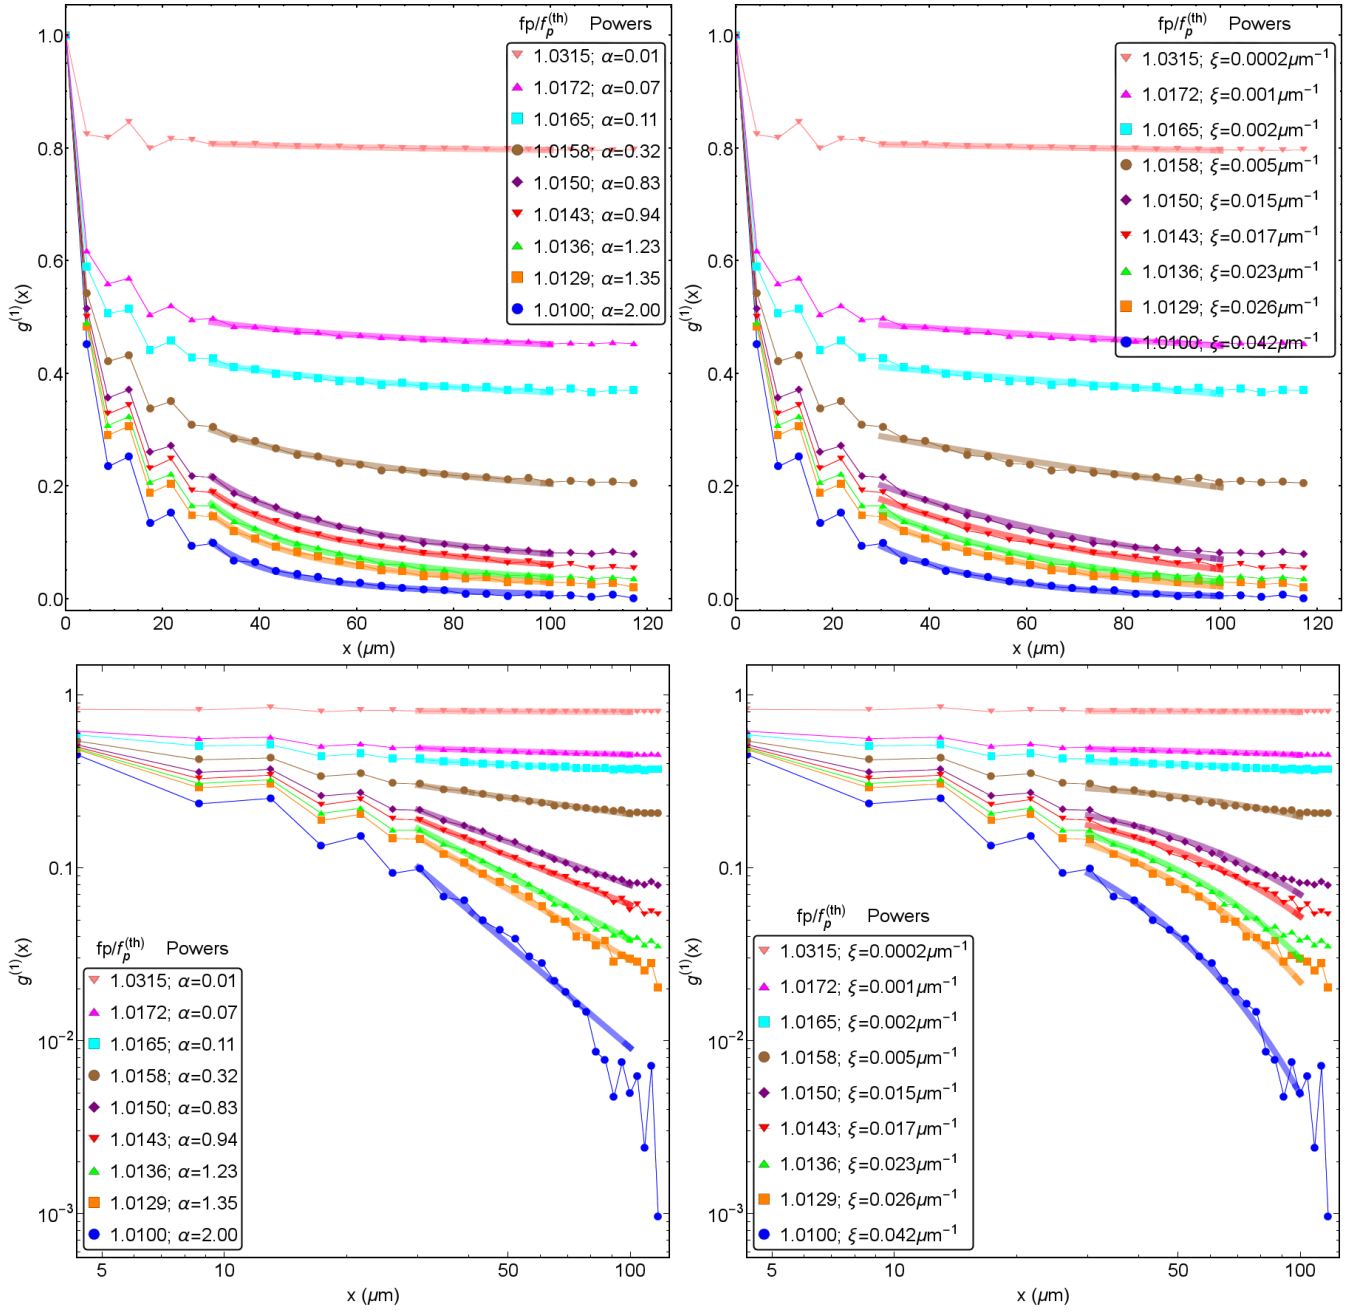 fp/f_p^(th) Powers
1.0315; α=0.01
1.0172; α=0.07
1.0165; α=0.11
1.0158; α=0.32
1.0150; α=0.83
1.0143; α=0.94
1.0136; α=1.23
1.0129; α=1.35
1.0100; α=2.00
1.0
0.8
0.6
0.4
0.2
0.0
g^(1)(x)
0 20 40 60 80 100 120
x (μm)
fp/f_p^(th) Powers
1.0315; ξ=0.0002μm⁻¹
1.0172; ξ=0.001μm⁻¹
1.0165; ξ=0.002μm⁻¹
1.0158; ξ=0.005μm⁻¹
1.0150; ξ=0.015μm⁻¹
1.0143; ξ=0.017μm⁻¹
1.0136; ξ=0.023μm⁻¹
1.0129; ξ=0.026μm⁻¹
1.0100; ξ=0.042μm⁻¹
1.0
0.8
0.6
0.4
0.2
0.0
g^(1)(x)
0 20 40 60 80 100 120
x (μm)
1
0.1
10⁻²
10⁻³
g^(1)(x)
fp/f_p^(th) Powers
1.0315; α=0.01
1.0172; α=0.07
1.0165; α=0.11
1.0158; α=0.32
1.0150; α=0.83
1.0143; α=0.94
1.0136; α=1.23
1.0129; α=1.35
1.0100; α=2.00
5 10 50 100
x (μm)
1
0.1
10⁻²
10⁻³
g^(1)(x)
fp/f_p^(th) Powers
1.0315; ξ=0.0002μm⁻¹
1.0172; ξ=0.001μm⁻¹
1.0165; ξ=0.002μm⁻¹
1.0158; ξ=0.005μm⁻¹
1.0150; ξ=0.015μm⁻¹
1.0143; ξ=0.017μm⁻¹
1.0136; ξ=0.023μm⁻¹
1.0129; ξ=0.026μm⁻¹
1.0100; ξ=0.042μm⁻¹
5 10 50 100
x (μm)